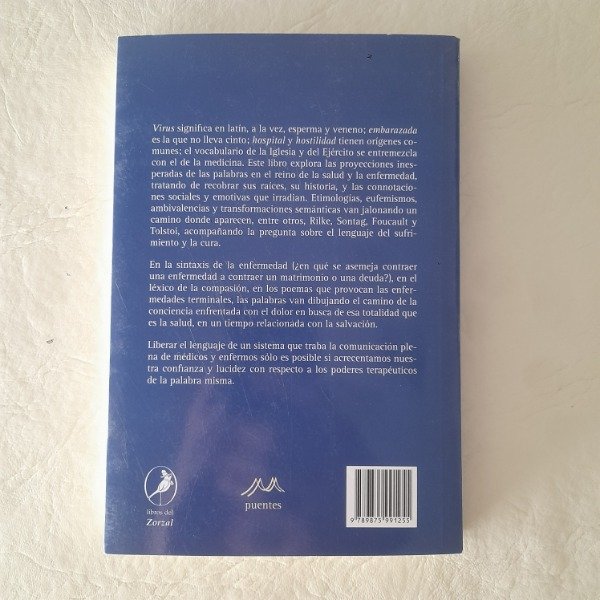 Virus significa en latín, a la vez, esperma y veneno; embarazada
es la que no lleva cinto; hospital y hostilidad tienen orígenes co-
munes; el vocabulario de la Iglesia y del Ejército se entremezcla
con el de la medicina. Este libro explora las proyecciones ines-
peradas de las palabras en el reino de la salud y la enfermedad,
tratando de recobrar sus raíces, su historia, y las connotacio-
nes sociales y emotivas que irradian. Etimologías, eufemismos,
ambivalencias y transformaciones semánticas van jalonando un
camino donde aparecen, entre otros, Rilke, Sontag, Foucault y
Tolstoi, acompañando la pregunta sobre el lenguaje del sufri-
miento y la cura.
En la sintaxis de la enfermedad (¿en qué se asemeja contraer
una enfermedad a contraer un matrimonio o una deuda?), en el
léxico de la compasión, en los poemas que provocan las enfer-
medades terminales, las palabras van dibujando el camino de la
conciencia enfrentada con el dolor en busca de esa totalidad que
es la salud, en un tiempo relacionada con la salvación.
Liberar el lenguaje de un sistema que traba la comunicación ple-
na de médicos y enfermos sólo es posible si acrecentamos nues-
tra confianza y lucidez con respecto a los poderes terapéuticos
de la palabra misma.
libros del
Zorzal
puentes
9 789875 991255